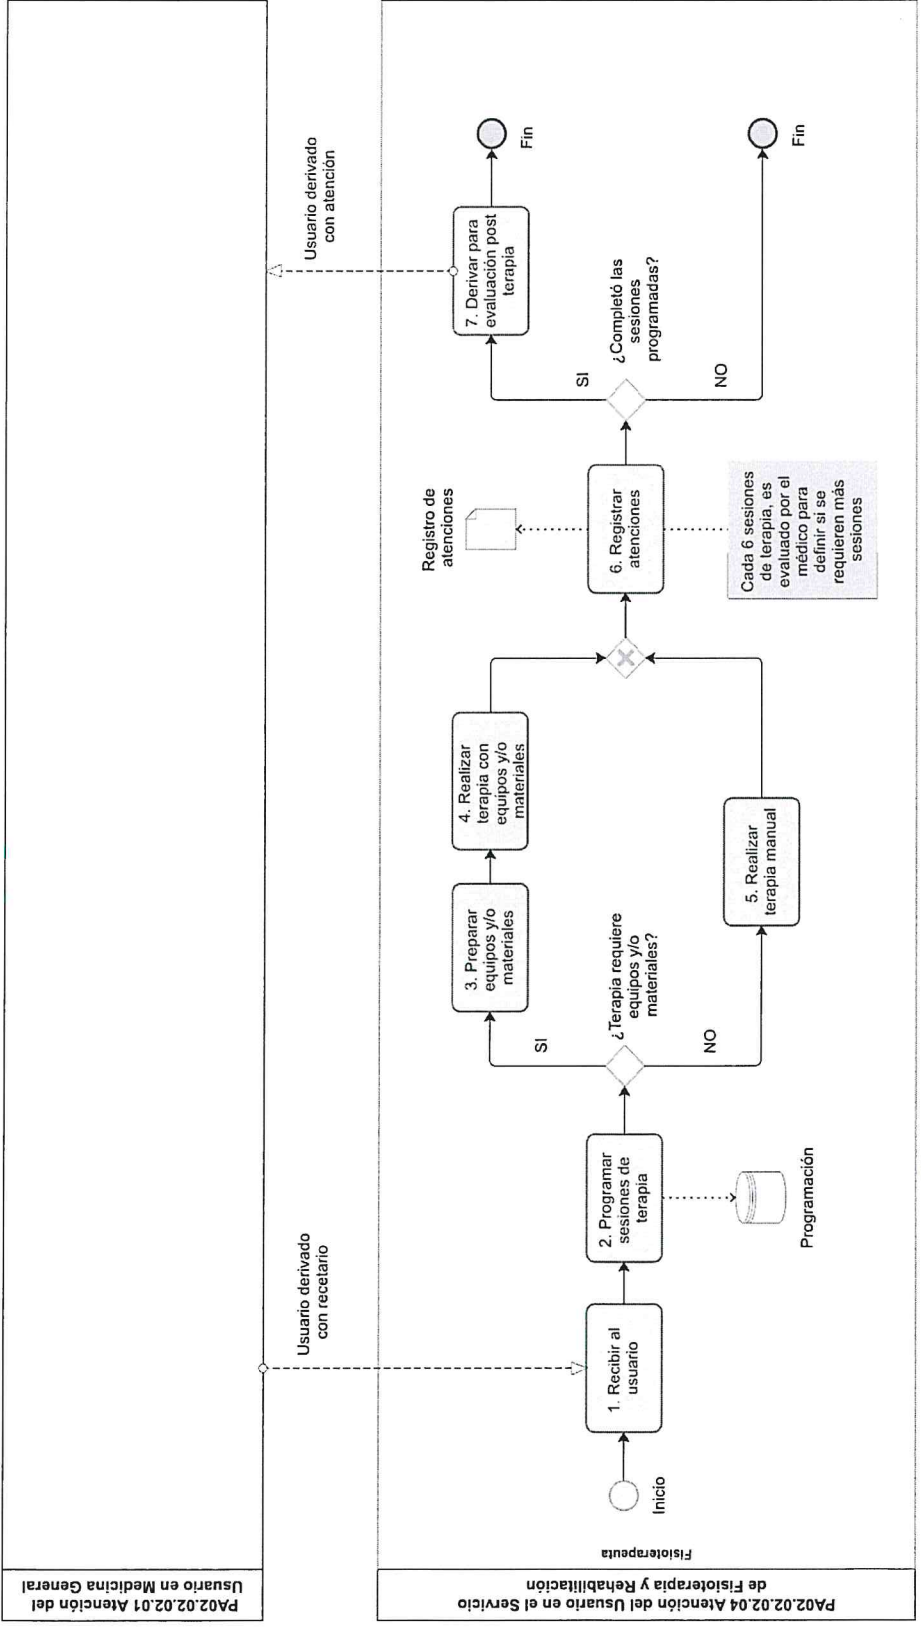 PA02.02.02.01 Atención del
Usuario en Medicina General
Usuario derivado
con recetario
Usuario derivado
con atención
PA02.02.02.04 Atención del Usuario en el Servicio
de Fisioterapia y Rehabilitación
Fisioterapeuta
Inicio
1. Recibir al
usuario
2. Programar
sesiones de
terapia
Programación
¿Terapia requiere
equipos y/o
materiales?
SI
NO
3. Preparar
equipos y/o
materiales
4. Realizar
terapia con
equipos y/o
materiales
5. Realizar
terapia manual
6. Registrar
atenciones
Registro de
atenciones
Cada 6 sesiones
de terapia, es
evaluado por el
médico para
definir si se
requieren más
sesiones
¿Completó las
sesiones
programadas?
SI
NO
7. Derivar para
evaluación post
terapia
Fin
Fin